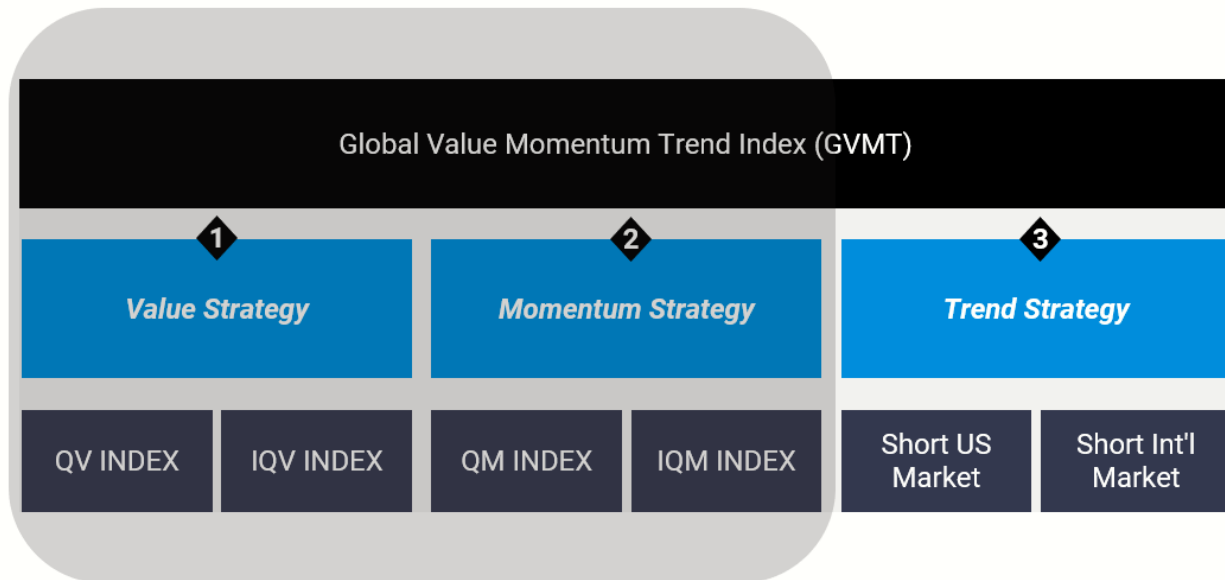 Global Value Momentum Trend Index (GVMT)
1
2
3
Value Strategy
Momentum Strategy
Trend Strategy
QV INDEX
IQV INDEX
QM INDEX
IQM INDEX
Short US
Market
Short Int'l
Market